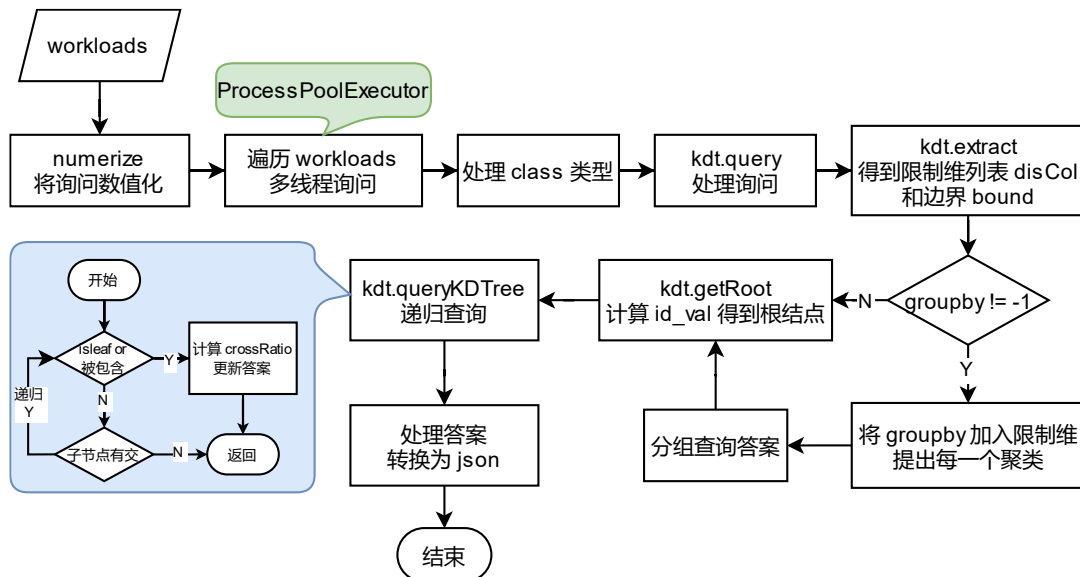 workloads
ProcessPoolExecutor
numerize
将询问数值化
遍历 workloads
多线程询问
处理 class 类型
kdt.query
处理询问
kdt.extract
得到限制维列表 disCol
和边界 bound
groupby != -1
N
Y
kdt.getRoot
计算 id_val 得到根结点
将 groupby 加入限制维
提出每一个聚类
分组查询答案
kdt.queryKDTree
递归查询
处理答案
转换为 json
结束
开始
isleaf or
被包含
Y
计算 crossRatio
更新答案
N
递归
Y
子节点有交
N
返回